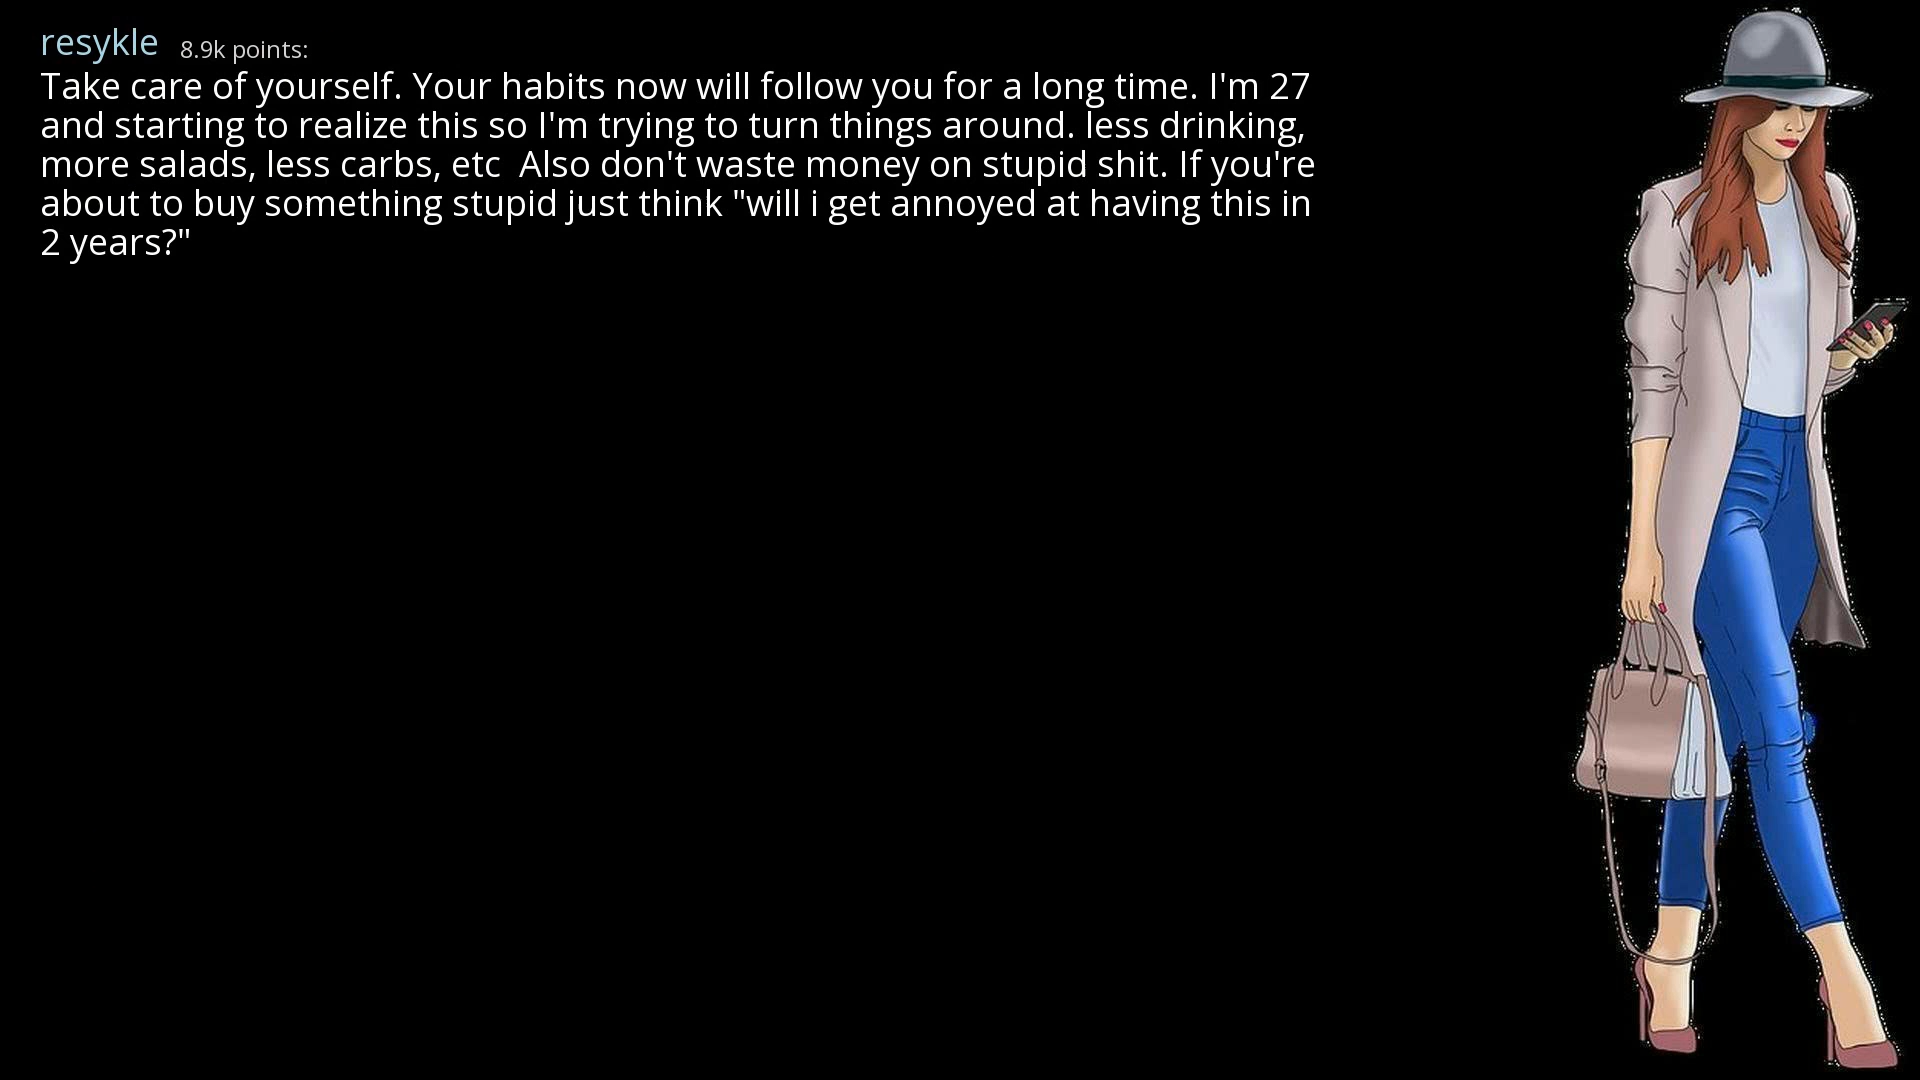 resykle 8.9k points:
Take care of yourself. Your habits now will follow you for a long time. I'm 27
and starting to realize this so I'm trying to turn things around. less drinking,
more salads, less carbs, etc  Also don't waste money on stupid shit. If you're
about to buy something stupid just think "will i get annoyed at having this in
2 years?"